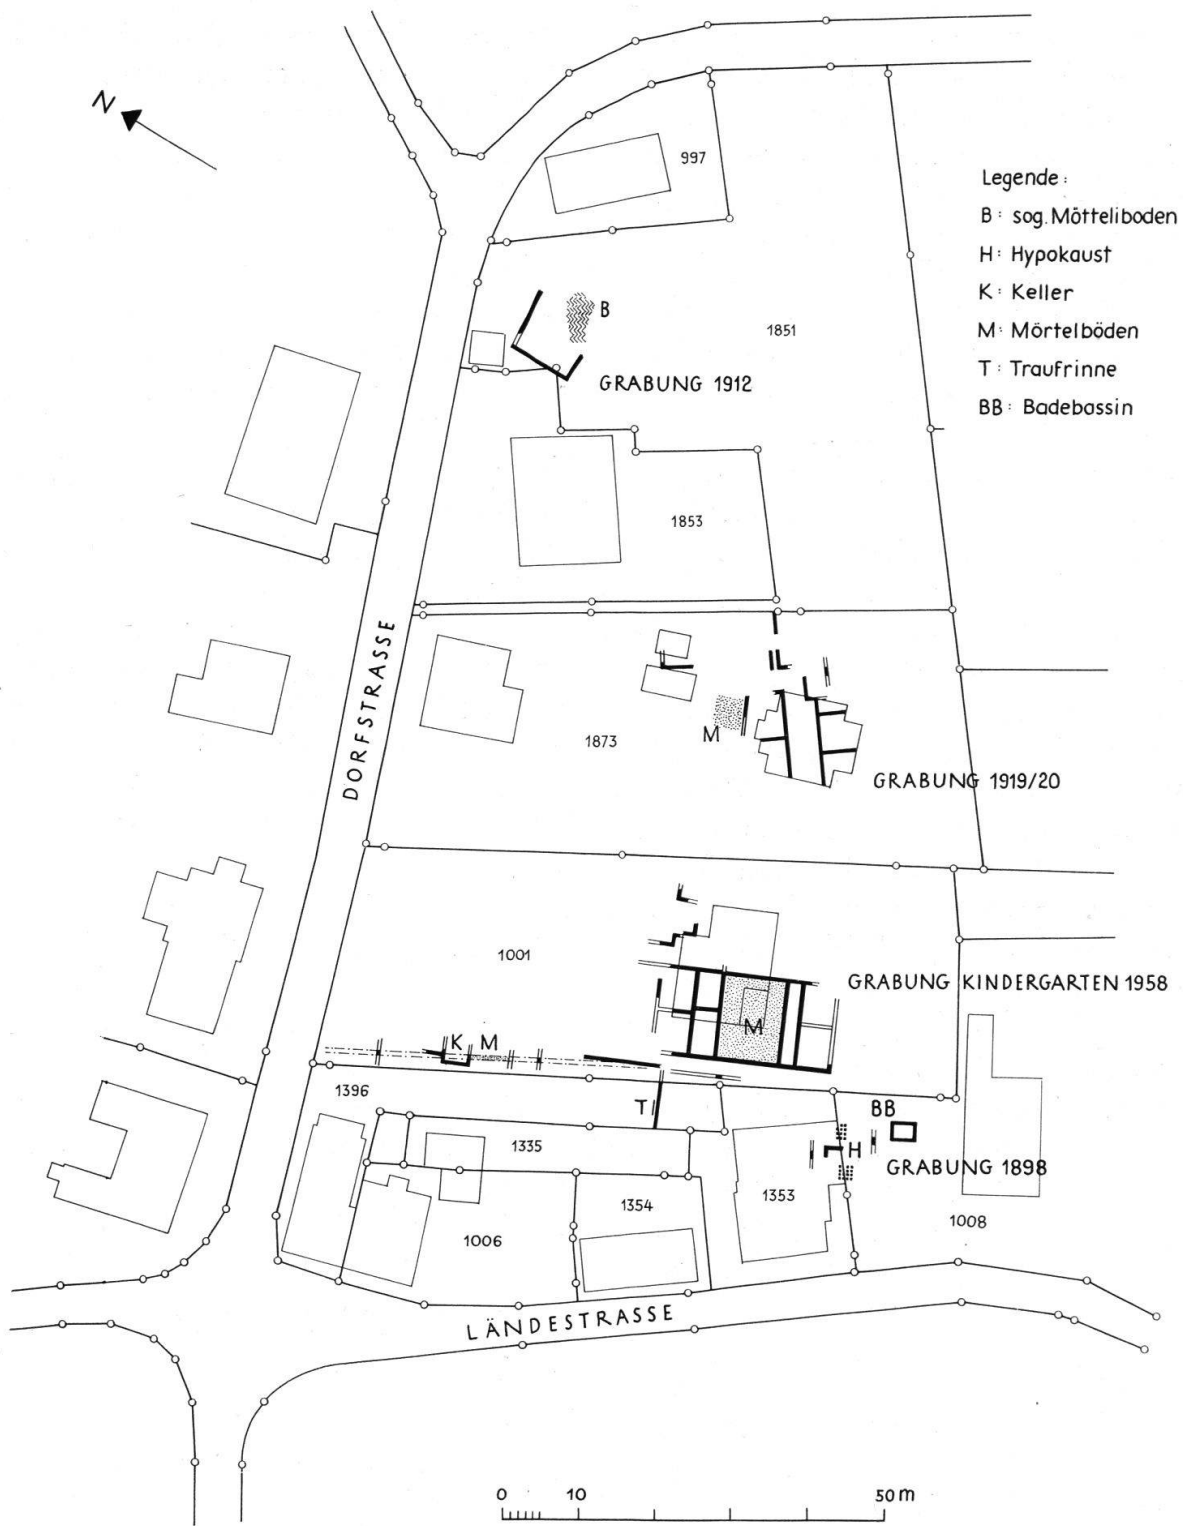 N
997
Legende:
B: sog. Mötteliboden
H: Hypokaust
K: Keller
M: Mörtelböden
T: Traufrinne
BB: Badebassin
B
1851
GRABUNG 1912
1853
DORFSTRASSE
M
1873
GRABUNG 1919/20
1001
GRABUNG KINDERGARTEN 1958
M
K M
1396
T
BB
1335
H
GRABUNG 1898
1353
1354
1006
1008
LÄNDESTRASSE
0 10 50 m